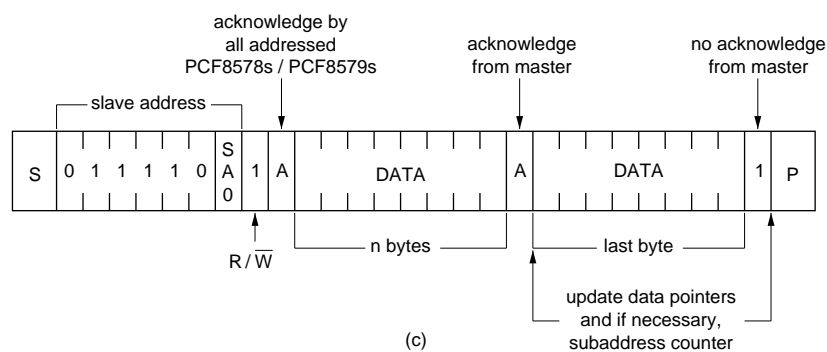 acknowledge by
all addressed
PCF8578s / PCF8579s
acknowledge
from master
no acknowledge
from master
slave address
S 0 1 1 1 1 0 SA0 1 A DATA A DATA 1 P
n bytes
last byte
R / W̅
update data pointers
and if necessary,
subaddress counter
(c)